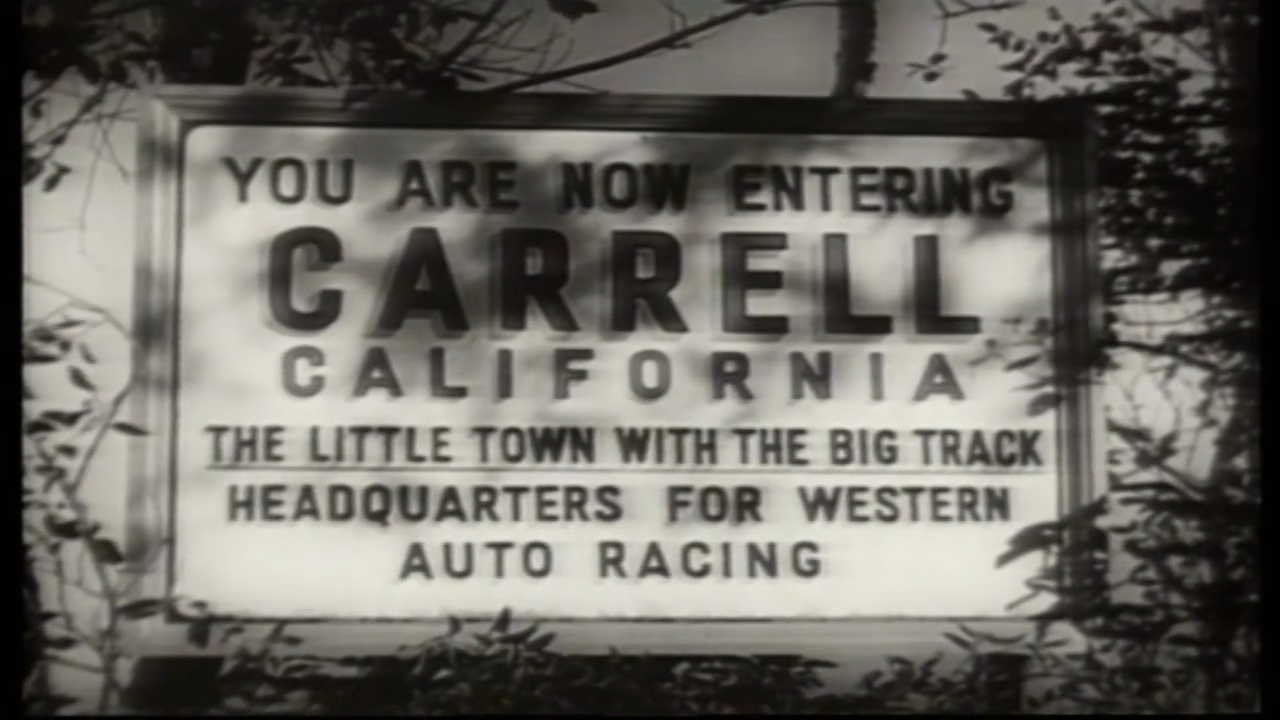 YOU ARE NOW ENTERING
CARRELL
CALIFORNIA
THE LITTLE TOWN WITH THE BIG TRACK
HEADQUARTERS FOR WESTERN
AUTO RACING